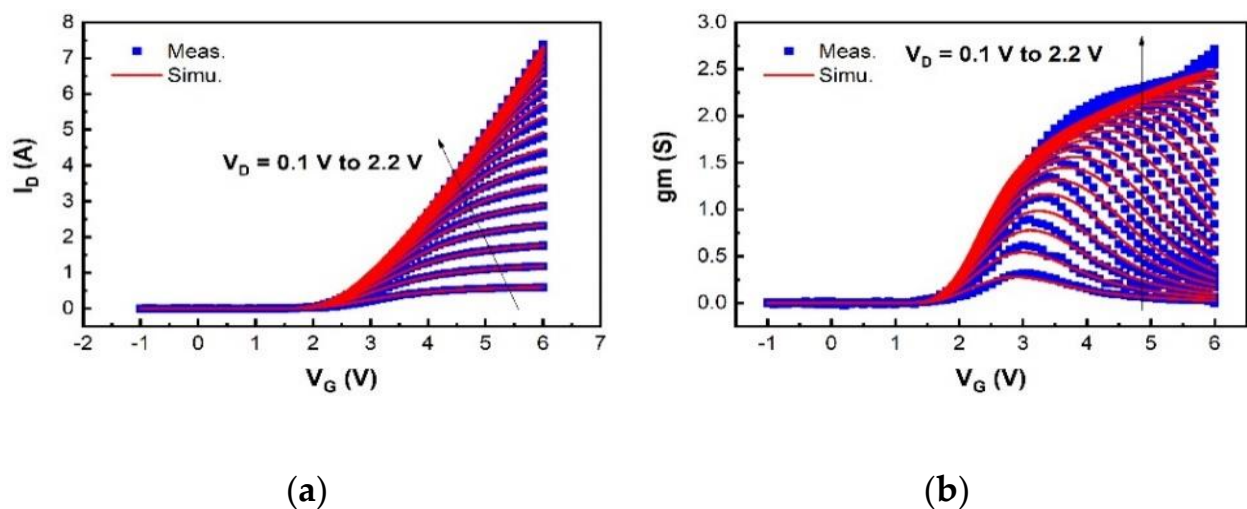 8
7
6
5
4
3
2
1
0
I_D (A)
Meas.
Simu.
V_D = 0.1 V to 2.2 V
-2 -1 0 1 2 3 4 5 6 7
V_G (V)
(a)
3.0
2.5
2.0
1.5
1.0
0.5
0.0
gm (S)
Meas.
Simu.
V_D = 0.1 V to 2.2 V
-1 0 1 2 3 4 5 6
V_G (V)
(b)